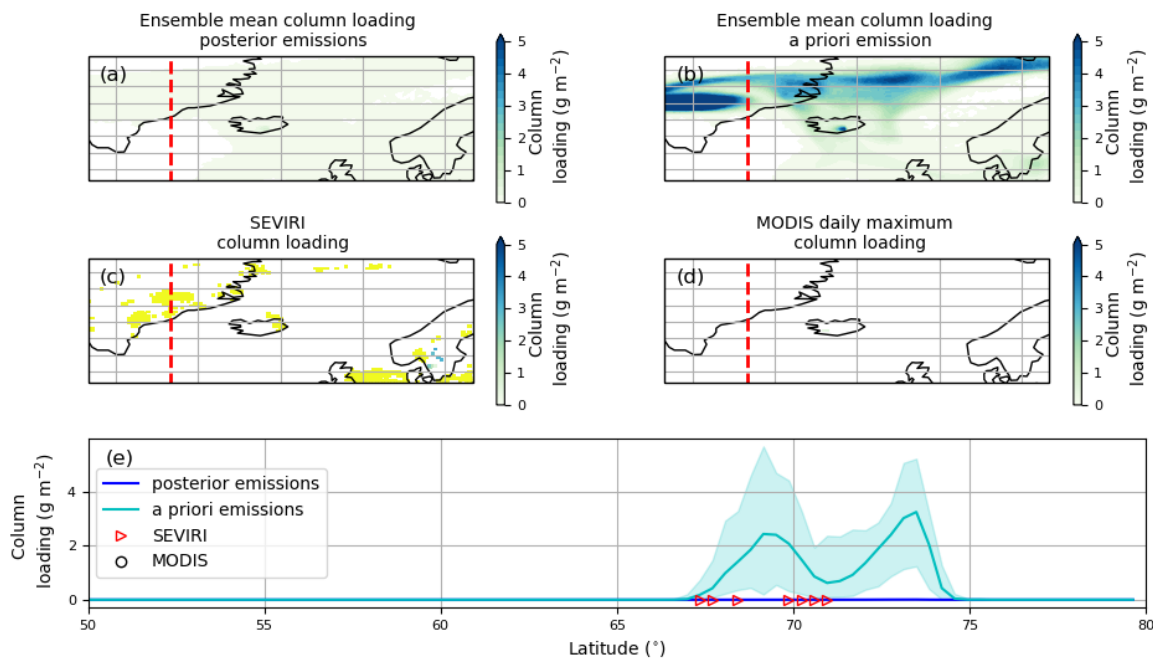 Ensemble mean column loading
posterior emissions
(a)
5
4
3
2
1
0
Column
loading (g m⁻²)
Ensemble mean column loading
a priori emission
(b)
5
4
3
2
1
0
Column
loading (g m⁻²)
SEVIRI
column loading
(c)
5
4
3
2
1
0
Column
loading (g m⁻²)
MODIS daily maximum
column loading
(d)
5
4
3
2
1
0
Column
loading (g m⁻²)
(e)
posterior emissions
a priori emissions
SEVIRI
MODIS
Column
loading (g m⁻²)
4
2
0
50 55 60 65 70 75 80
Latitude (°)